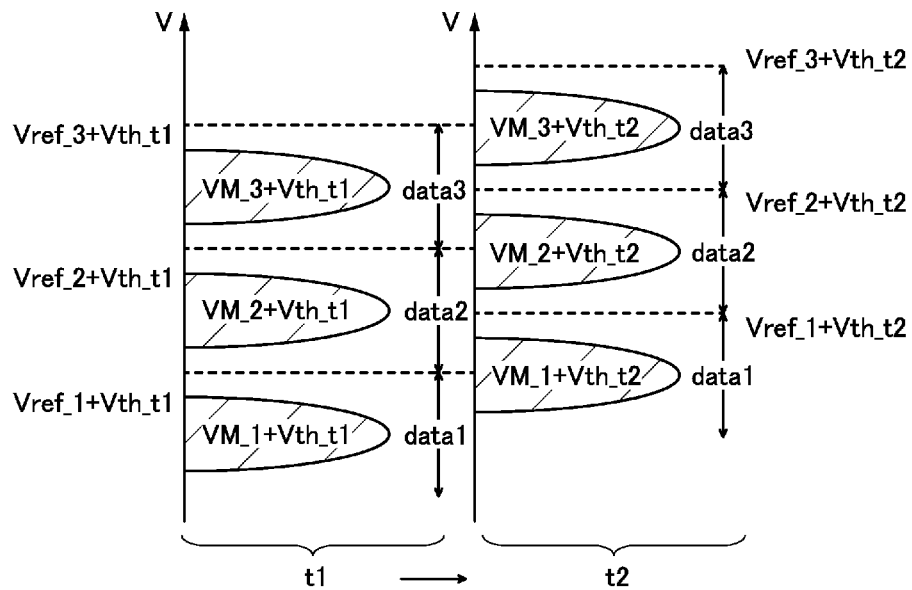 V
Vref_3+Vth_t1
VM_3+Vth_t1
data3
Vref_2+Vth_t1
VM_2+Vth_t1
data2
Vref_1+Vth_t1
VM_1+Vth_t1
data1
t1
V
Vref_3+Vth_t2
VM_3+Vth_t2
data3
Vref_2+Vth_t2
VM_2+Vth_t2
data2
Vref_1+Vth_t2
VM_1+Vth_t2
data1
t2